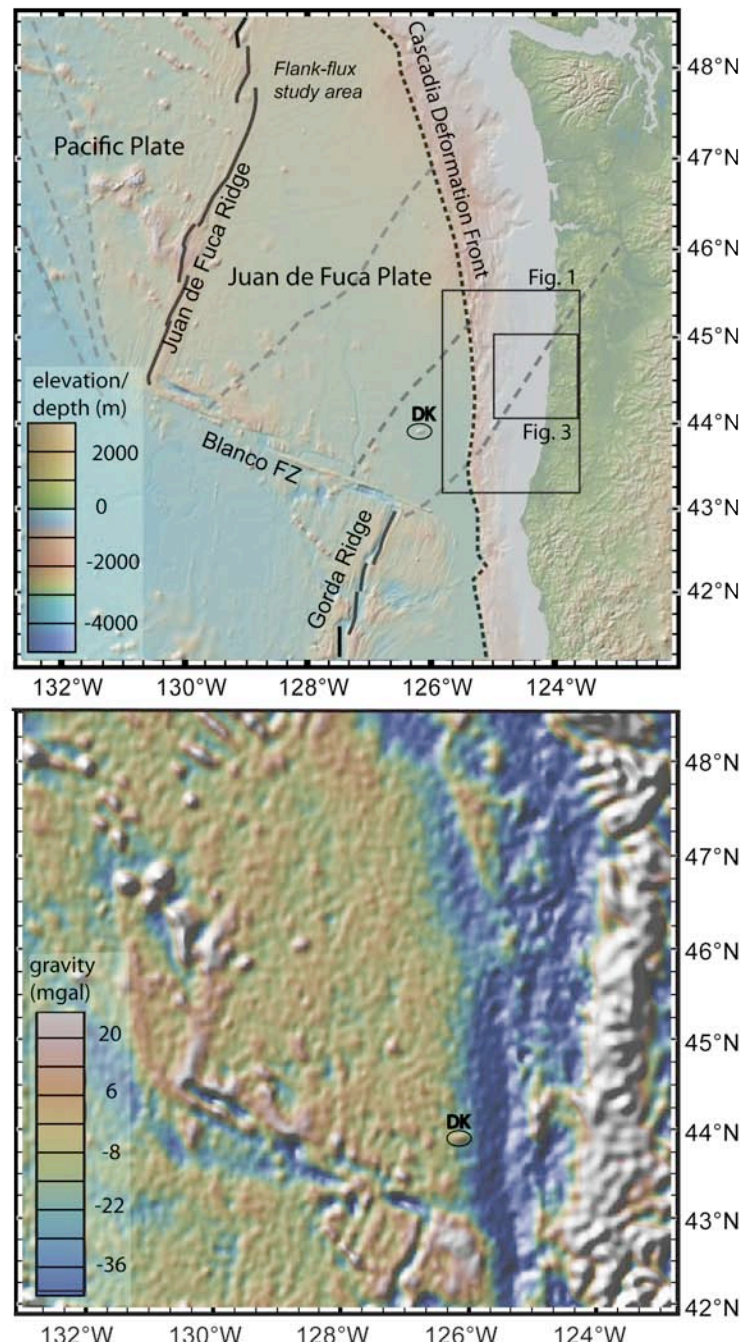 Flank-flux
study area
Pacific Plate
Juan de Fuca Ridge
Cascadia Deformation Front
Juan de Fuca Plate
Fig. 1
Fig. 3
DK
Blanco FZ
Gorda Ridge
elevation/
depth (m)
2000
0
-2000
-4000
48°N
47°N
46°N
45°N
44°N
43°N
42°N
132°W 130°W 128°W 126°W 124°W
DK
gravity
(mgal)
20
6
-8
-22
-36
48°N
47°N
46°N
45°N
44°N
43°N
42°N
132°W 130°W 128°W 126°W 124°W